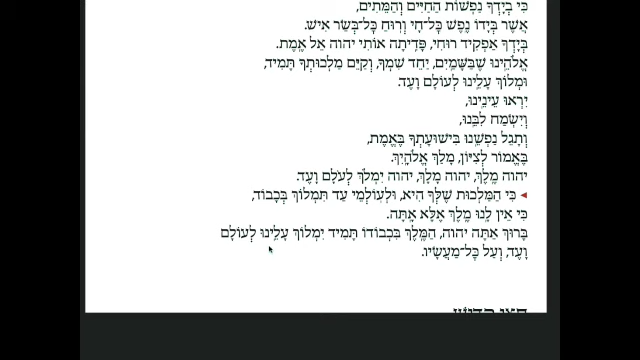 כִּי בְיָדְךָ נַפְשׁוֹת הַחַיִּים וְהַמֵּתִים,
אֲשֶׁר בְּיָדוֹ נֶפֶשׁ כׇּל־חָי וְרוּחַ כׇּל־בְּשַׂר אִישׁ.
בְּיָדְךָ אַפְקִיד רוּחִי, פָּדִיתָה אוֹתִי יהוה אֵל אֱמֶת.
אֱלֹהֵינוּ שֶׁבַּשָּׁמַיִם, יַחֵד שִׁמְךָ, וְקַיֵּם מַלְכוּתְךָ תָּמִיד,
וּמְלוֹךְ עָלֵינוּ לְעוֹלָם וָעֶד.
יִרְאוּ עֵינֵינוּ,
וְיִשְׂמַח לִבֵּנוּ,
וְתָגֵל נַפְשֵׁנוּ בִּישׁוּעָתְךָ בֶּאֱמֶת,
בֶּאֱמוֹר לְצִיּוֹן, מָלַךְ אֱלֹהָיִךְ.
יהוה מֶלֶךְ, יהוה מָלָךְ, יהוה יִמְלֹךְ לְעֹלָם וָעֶד.
◂ כִּי הַמַּלְכוּת שֶׁלְּךָ הִיא, וּלְעוֹלְמֵי עַד תִּמְלוֹךְ בְּכָבוֹד,
כִּי אֵין לָנוּ מֶלֶךְ אֶלָּא אָתָּה.
בָּרוּךְ אַתָּה יהוה, הַמֶּלֶךְ בִּכְבוֹדוֹ תָּמִיד יִמְלוֹךְ עָלֵינוּ לְעוֹלָם
וָעֶד, וְעַל כׇּל־מַעֲשָׂיו.